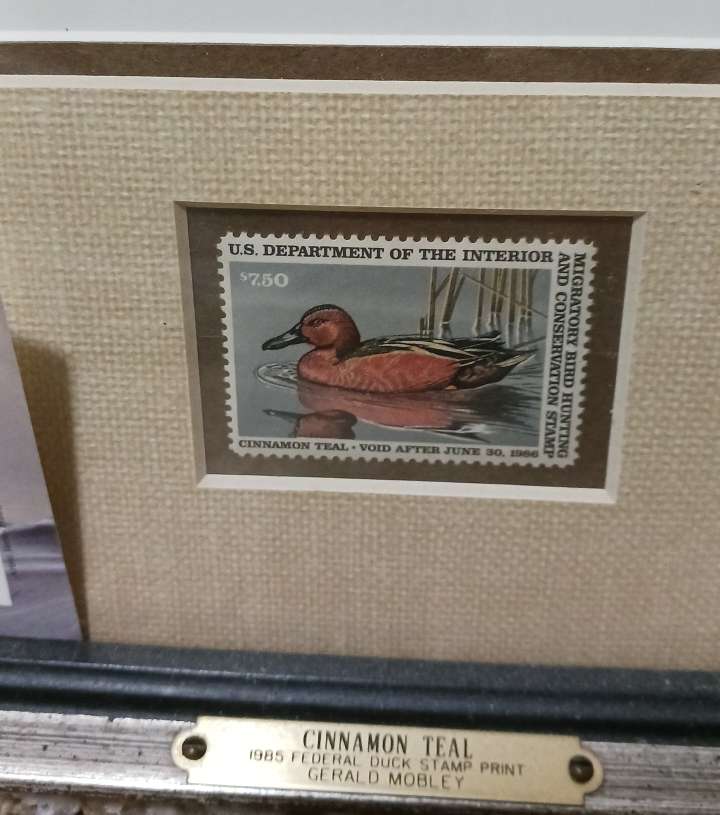 U.S. DEPARTMENT OF THE INTERIOR
MIGRATORY BIRD HUNTING
AND CONSERVATION STAMP
$7.50
CINNAMON TEAL • VOID AFTER JUNE 30, 1986
CINNAMON TEAL
1985 FEDERAL DUCK STAMP PRINT
GERALD MOBLEY